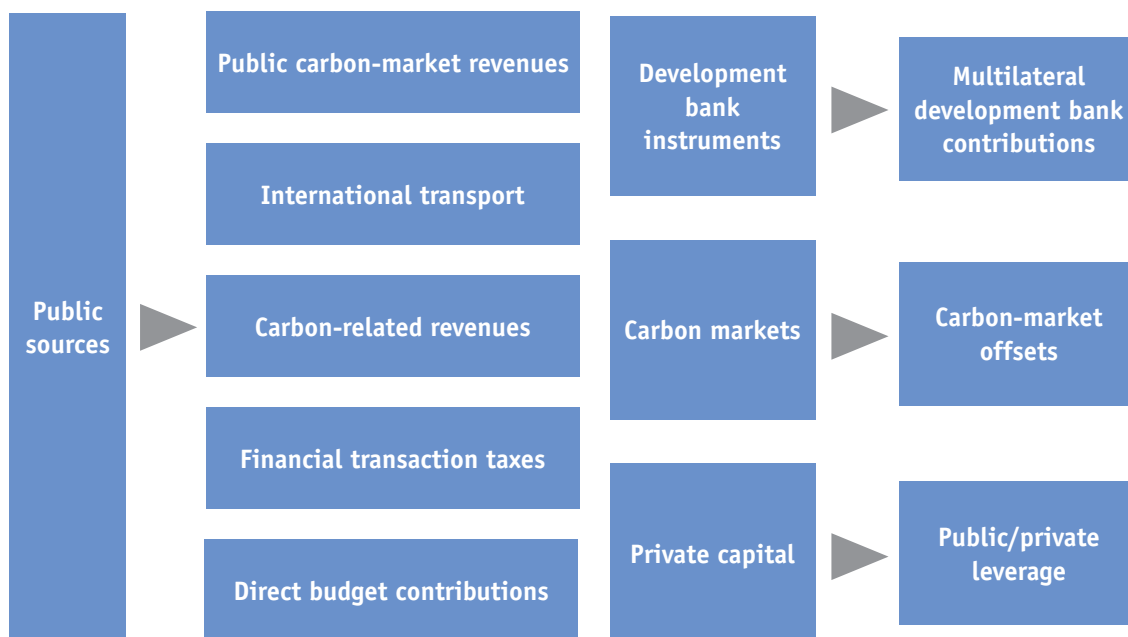 Public
sources
Public carbon-market revenues
International transport
Carbon-related revenues
Financial transaction taxes
Direct budget contributions
Development
bank
instruments
Multilateral
development bank
contributions
Carbon markets
Carbon-market
offsets
Private capital
Public/private
leverage